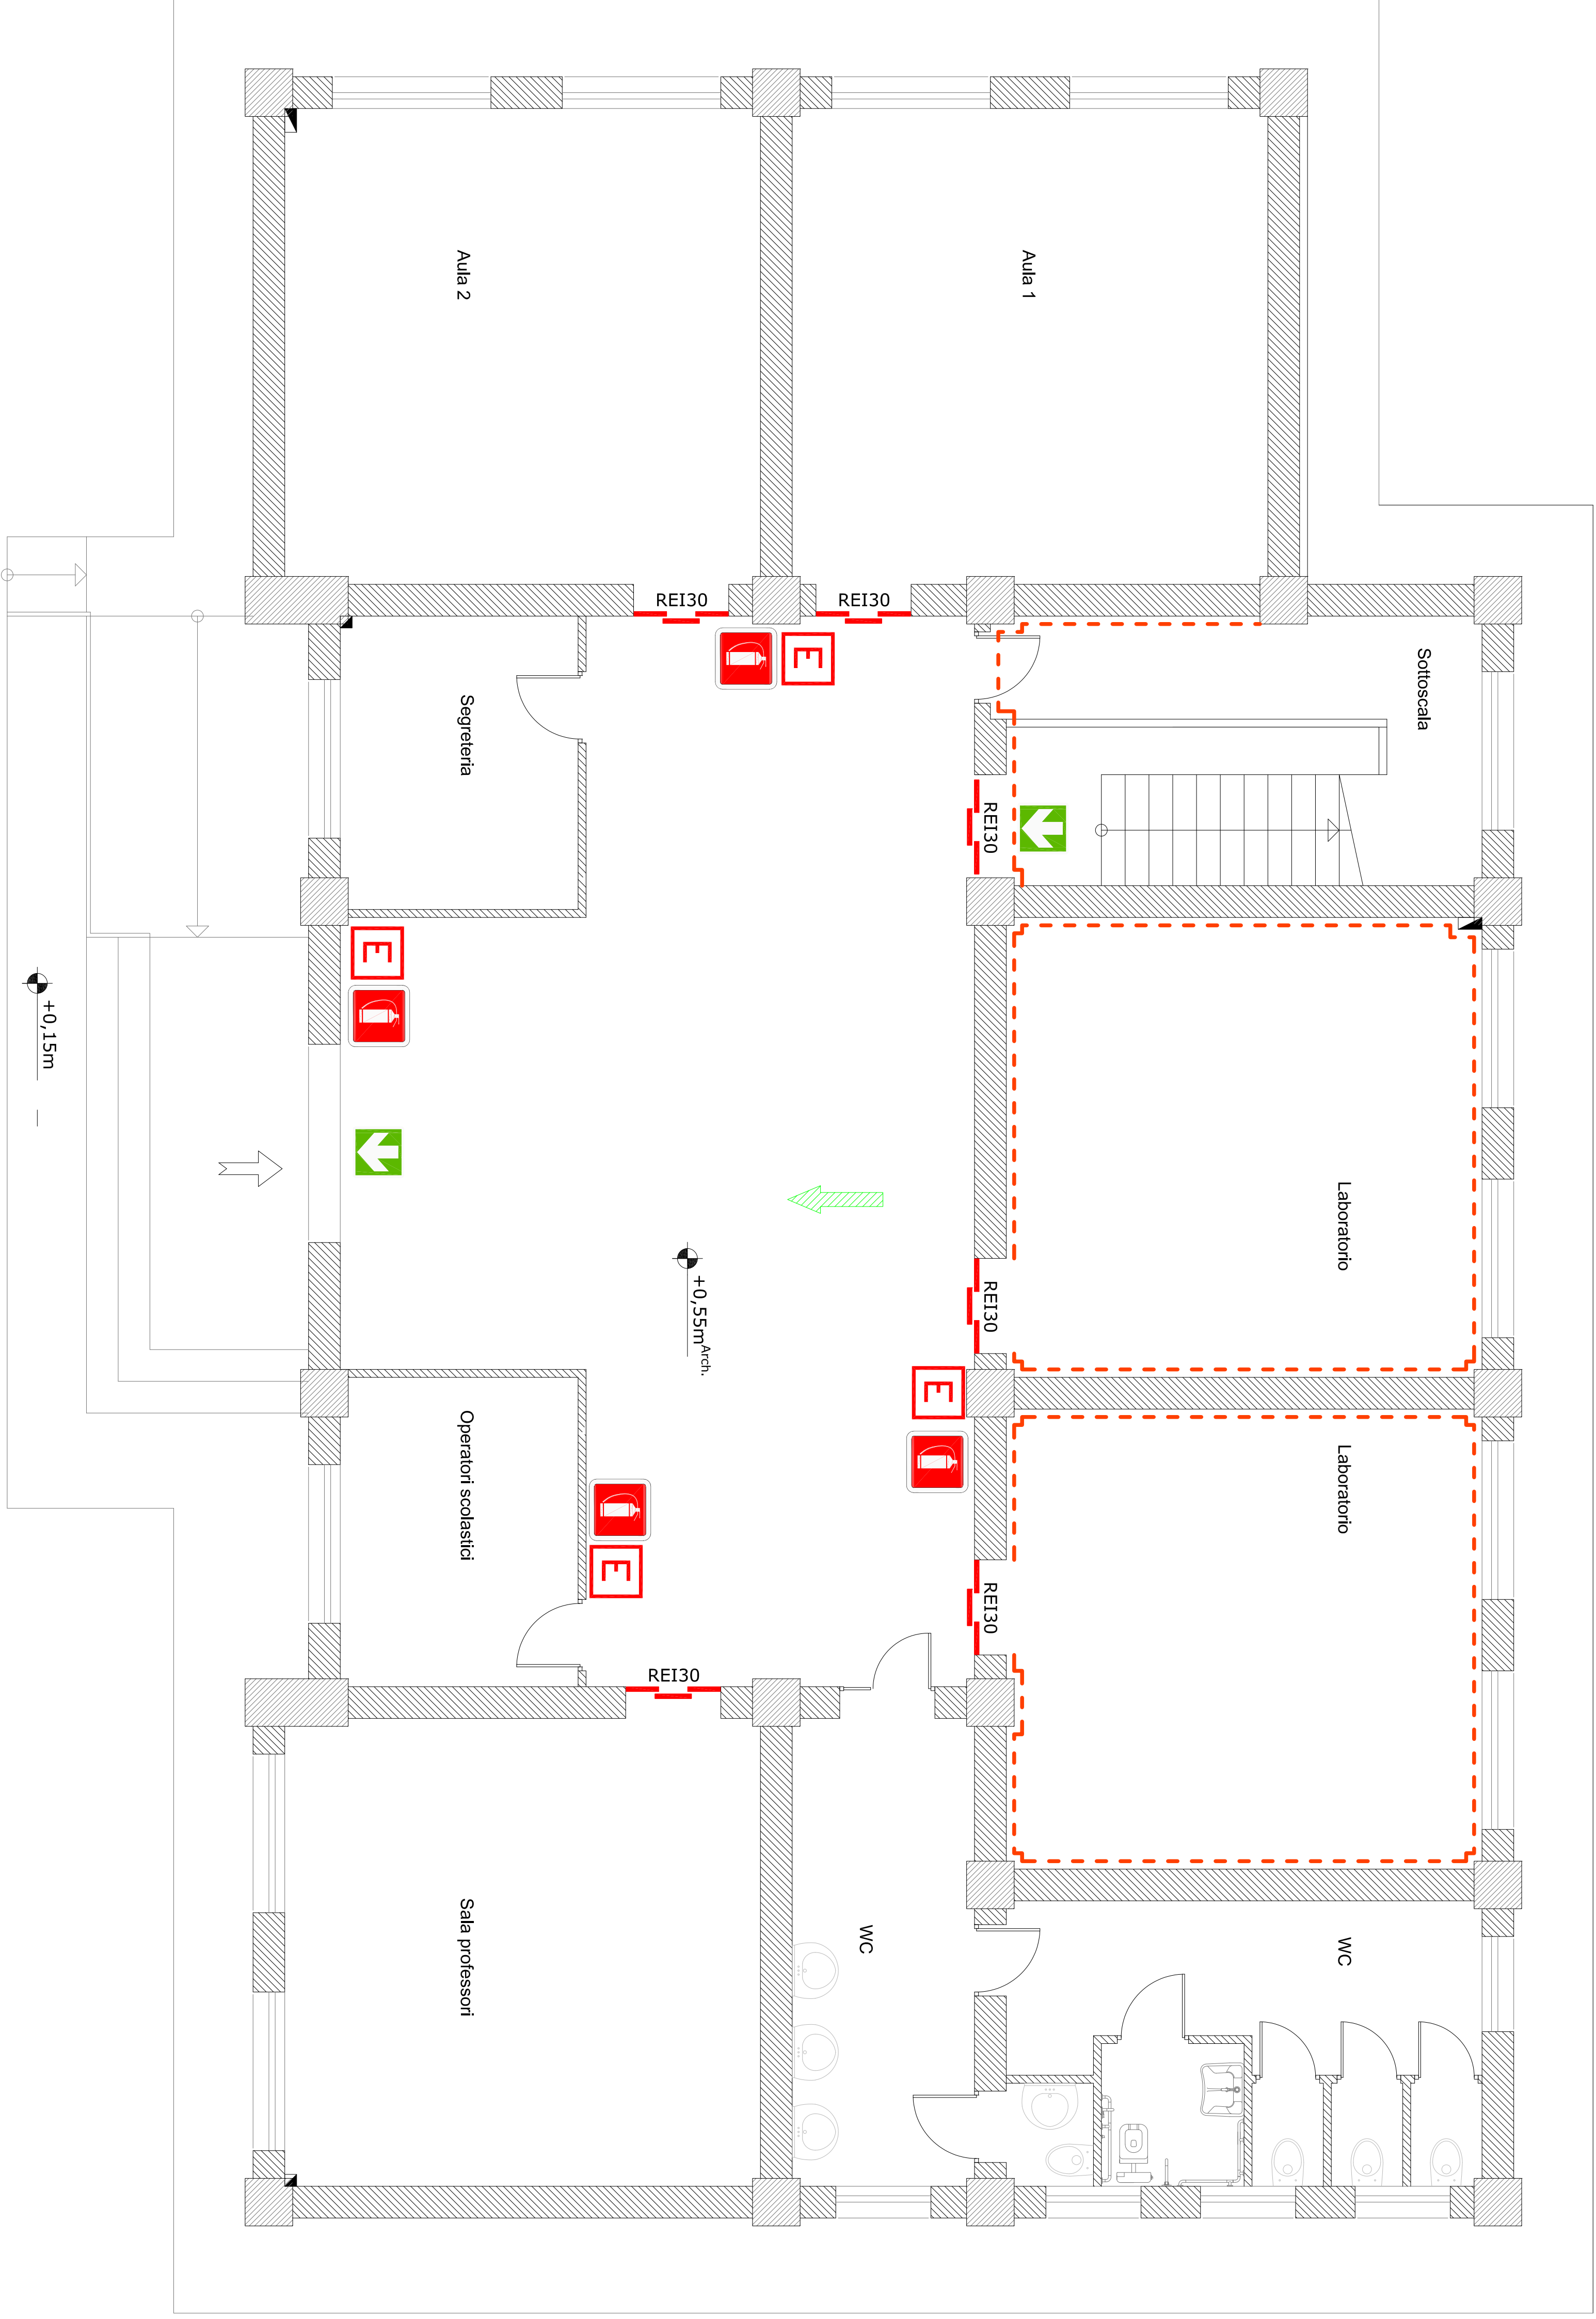 Aula 2
Aula 1
REI30
REI30
E
Segreteria
Sottoscala
REI30
E
+0,15m
Laboratorio
REI30
+0,55m Arch.
E
Operatori scolastici
E
Laboratorio
REI30
REI30
Sala professori
WC
WC